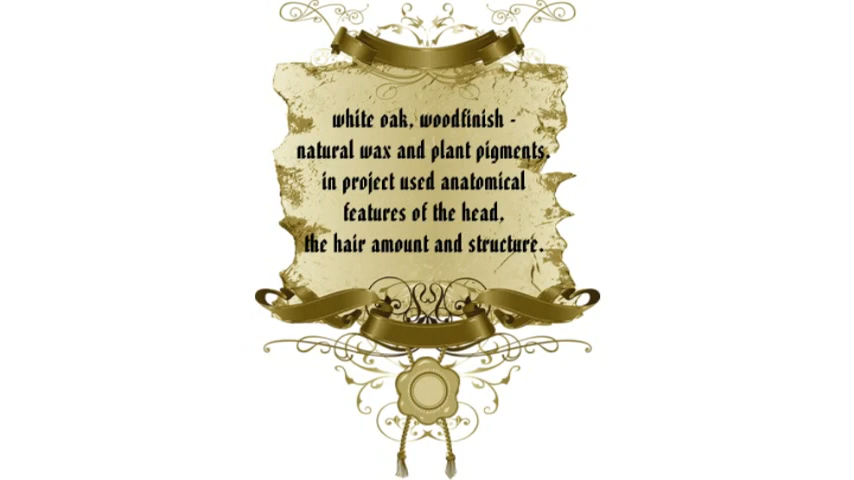 white oak, woodfinish -
natural wax and plant pigments.
in project used anatomical
features of the head,
the hair amount and structure.